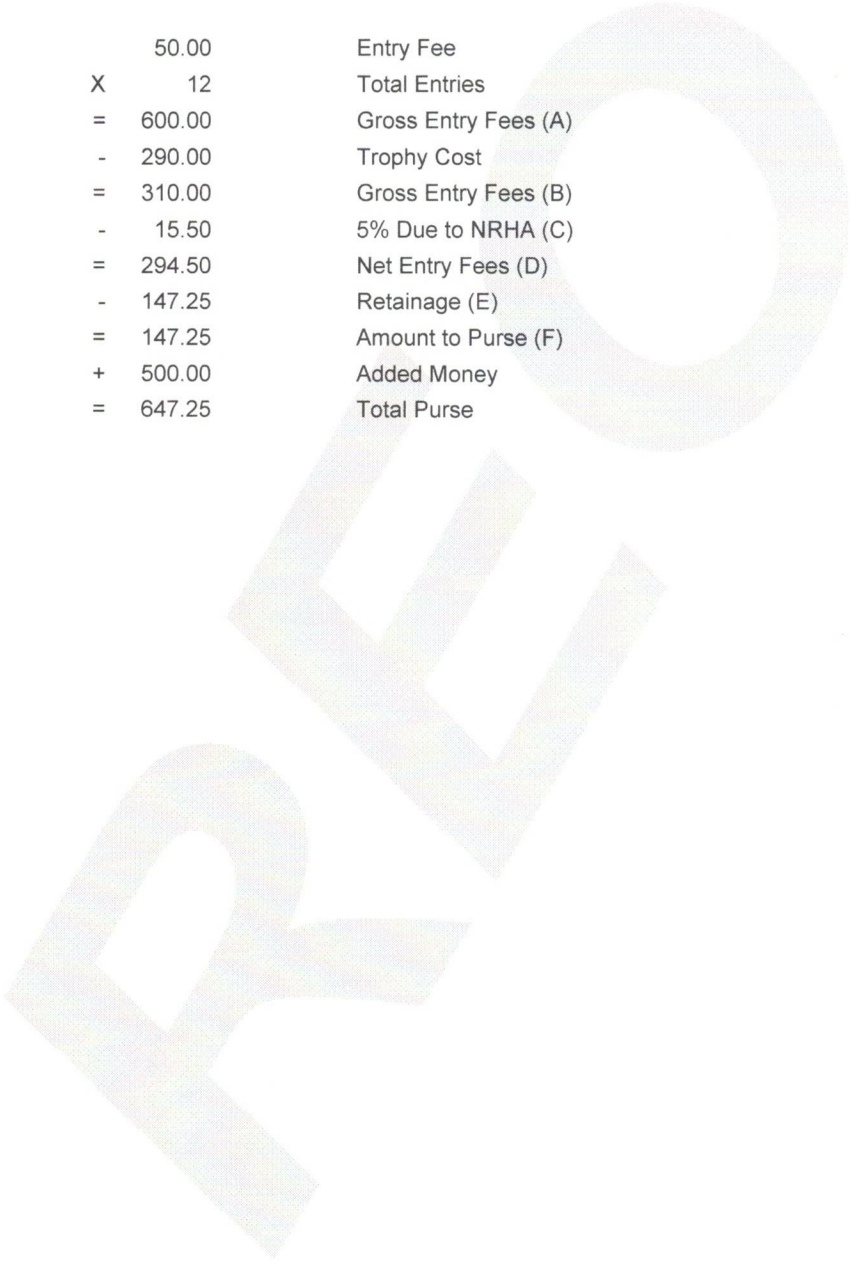 50.00 Entry Fee
X 12 Total Entries
= 600.00 Gross Entry Fees (A)
- 290.00 Trophy Cost
= 310.00 Gross Entry Fees (B)
- 15.50 5% Due to NRHA (C)
= 294.50 Net Entry Fees (D)
- 147.25 Retainage (E)
= 147.25 Amount to Purse (F)
+ 500.00 Added Money
= 647.25 Total Purse
REO